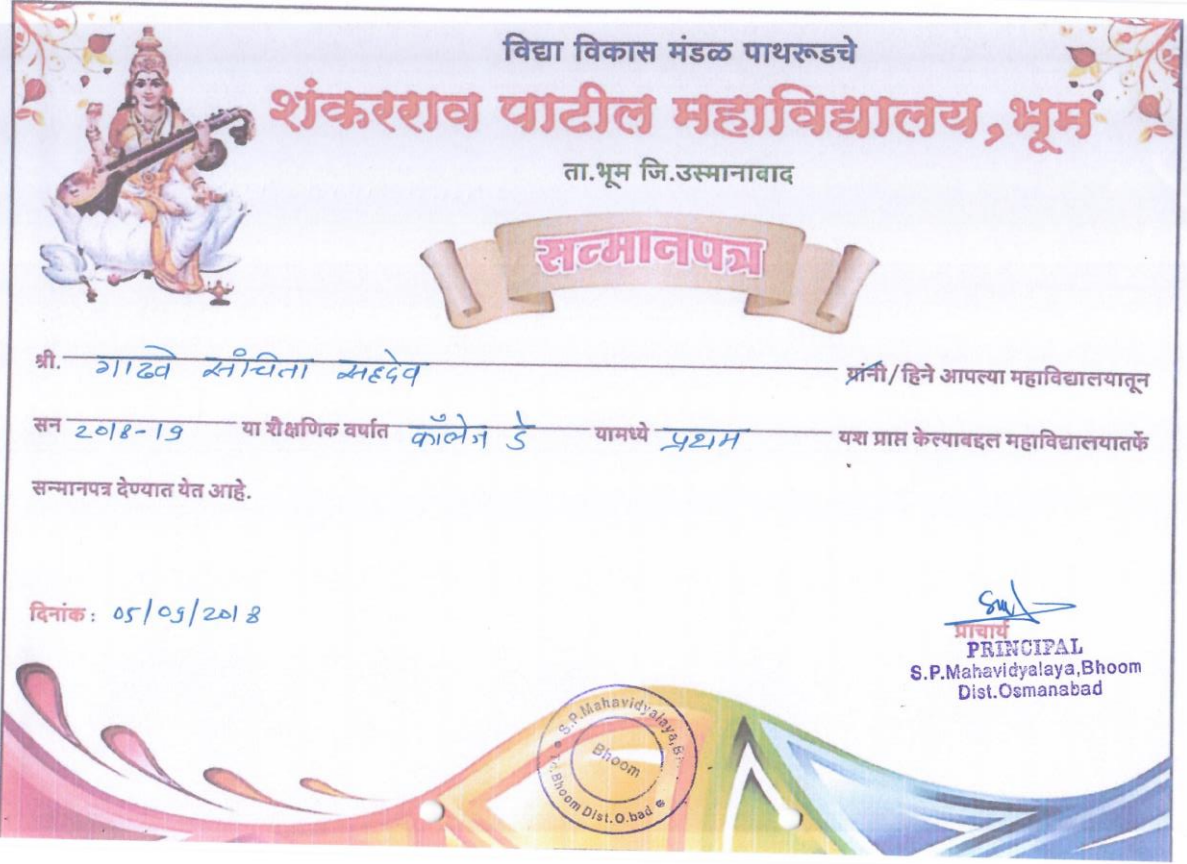 विद्या विकास मंडळ पाथरूडचे
शंकरराव पाटील महाविद्यालय,भूम
ता.भूम जि.उस्मानाबाद
सन्मानपत्र
श्री. गाढवे संचिता सहदेव यांनी/हिने आपल्या महाविद्यालयातून
सन 2018-19 या शैक्षणिक वर्षात कॉलेज डे यामध्ये प्रथम यश प्राप्त केल्याबद्दल महाविद्यालयातर्फे
सन्मानपत्र देण्यात येत आहे.
दिनांक : 05/09/2018
प्राचार्य
PRINCIPAL
S.P.Mahavidyalaya,Bhoom
Dist.Osmanabad
S.P.Mahavidyalaya,
Bhoom
Bhoom Dist.O.bad